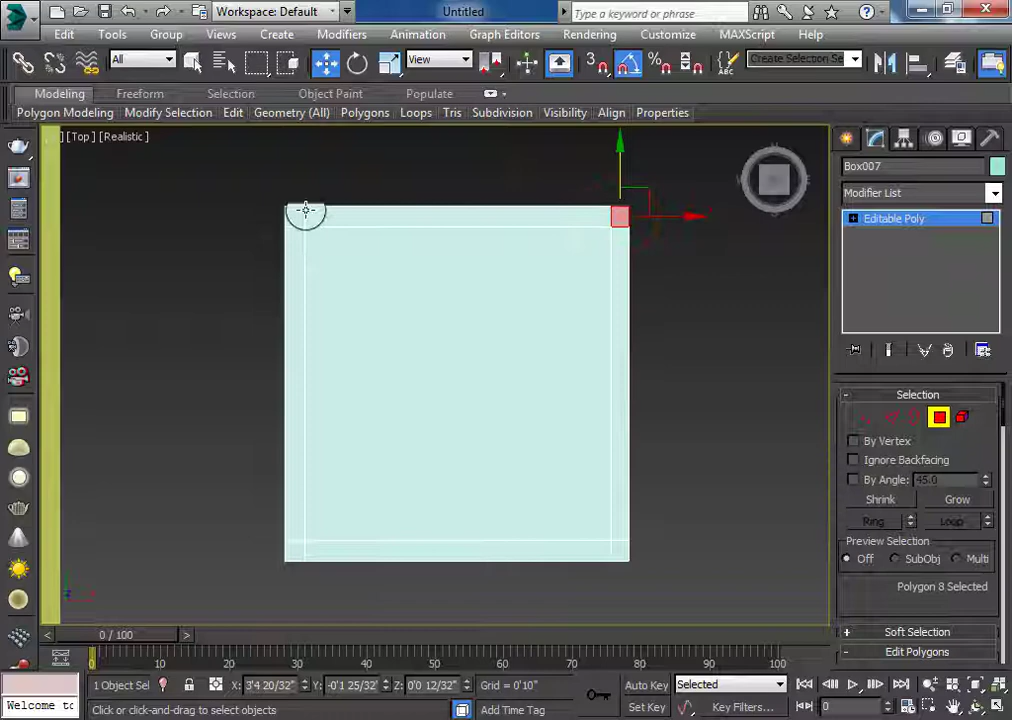 Workspace: Default
Untitled
Type a keyword or phrase
Edit Tools Group Views Create Modifiers Animation Graph Editors Rendering Customize MAXScript Help
All
View
Create Selection Se
Modeling Freeform Selection Object Paint Populate
Polygon Modeling Modify Selection Edit Geometry (All) Polygons Loops Tris Subdivision Visibility Align Properties
] [Top] [Realistic]
Box007
Modifier List
Editable Poly
Selection
By Vertex
Ignore Backfacing
By Angle: 45.0
Shrink Grow
Ring Loop
Preview Selection
Off SubObj Multi
Polygon 8 Selected
Soft Selection
Edit Polygons
< 0 / 100 >
0 10 20 30 40 50 60 70 80 90 100
1 Object Sel X: 3'4 20/32" Y: -0'1 25/32" Z: 0'0 12/32" Grid = 0'10" Auto Key Selected
Welcome to Click or click-and-drag to select objects Add Time Tag Set Key Key Filters... 0